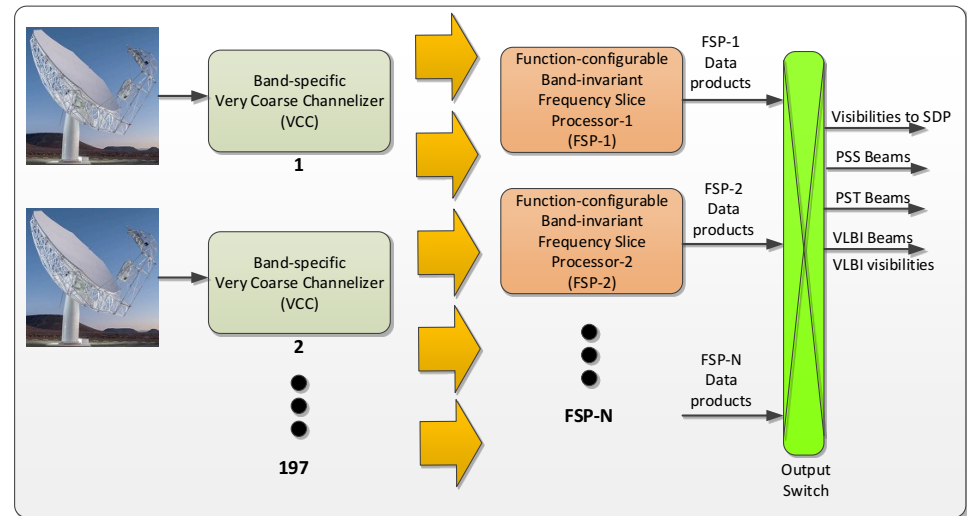 Band-specific
Very Coarse Channelizer
(VCC)
1
Band-specific
Very Coarse Channelizer
(VCC)
2
197
Function-configurable
Band-invariant
Frequency Slice
Processor-1
(FSP-1)
Function-configurable
Band-invariant
Frequency Slice
Processor-2
(FSP-2)
FSP-N
FSP-1
Data
products
FSP-2
Data
products
FSP-N
Data
products
Output
Switch
Visibilities to SDP
PSS Beams
PST Beams
VLBI Beams
VLBI visibilities